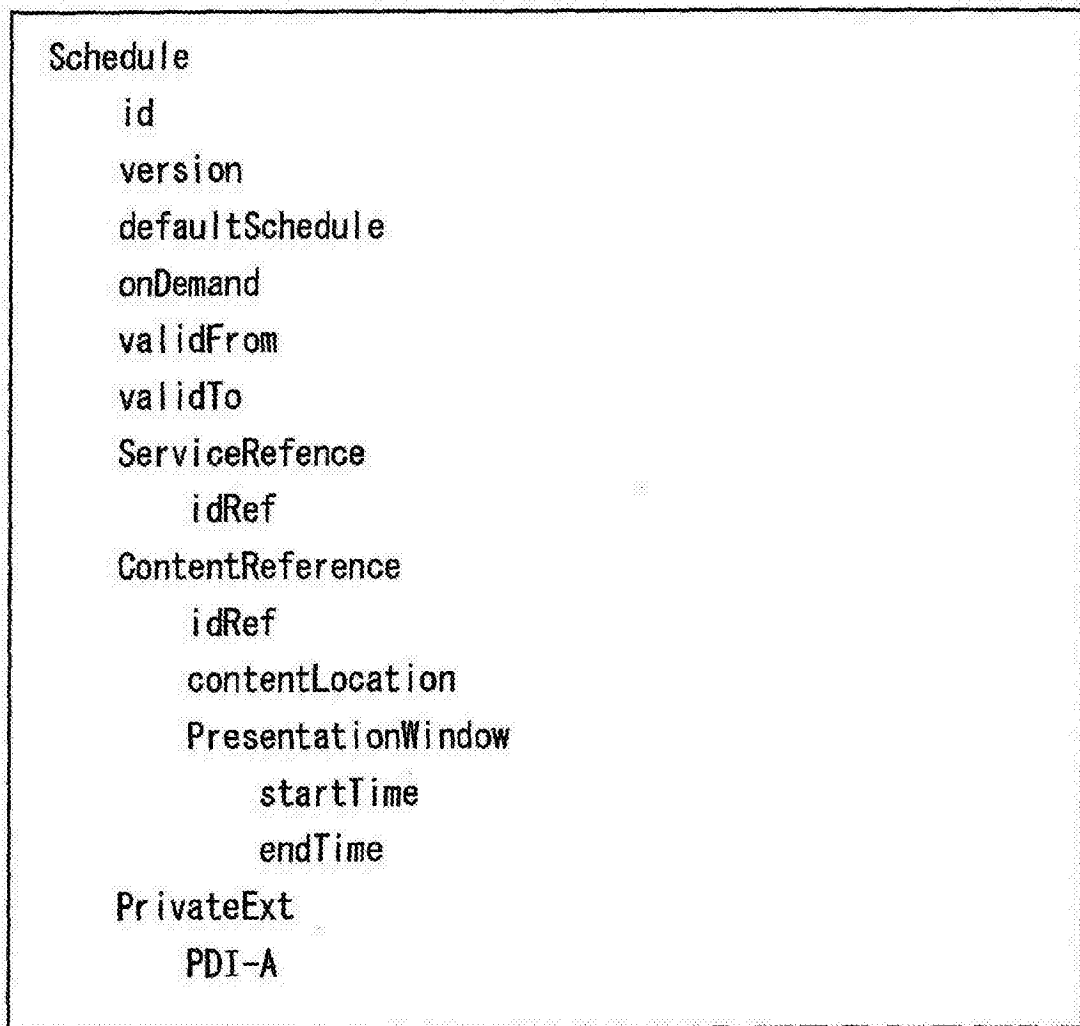 Schedule
id
version
defaultSchedule
onDemand
validFrom
validTo
ServiceRefence
idRef
ContentReference
idRef
contentLocation
PresentationWindow
startTime
endTime
PrivateExt
PDI-A